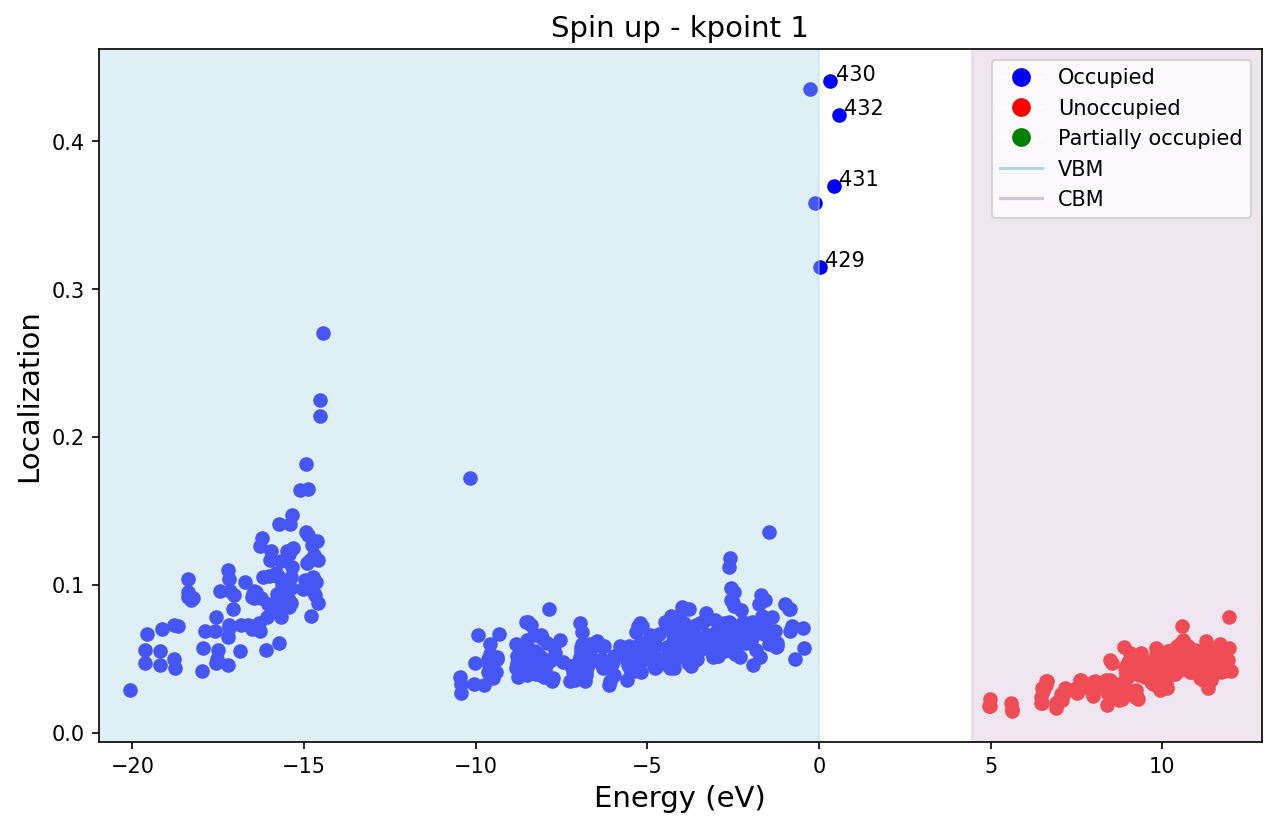 Spin up - kpoint 1
Localization
0.4
0.3
0.2
0.1
0.0
430
432
431
429
Occupied
Unoccupied
Partially occupied
VBM
CBM
−20
−15
−10
−5
0
5
10
Energy (eV)